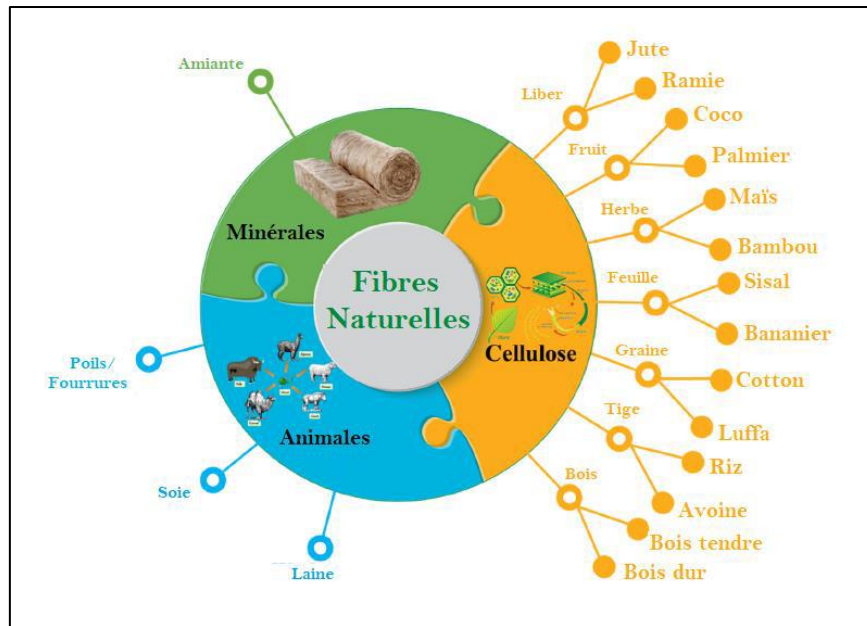 Amiante
Minérales
Fibres
Naturelles
Cellulose
Animales
Poils/
Fourrures
Soie
Laine
Liber
Jute
Ramie
Fruit
Coco
Palmier
Herbe
Maïs
Bambou
Feuille
Sisal
Bananier
Graine
Cotton
Luffa
Tige
Riz
Avoine
Bois
Bois tendre
Bois dur